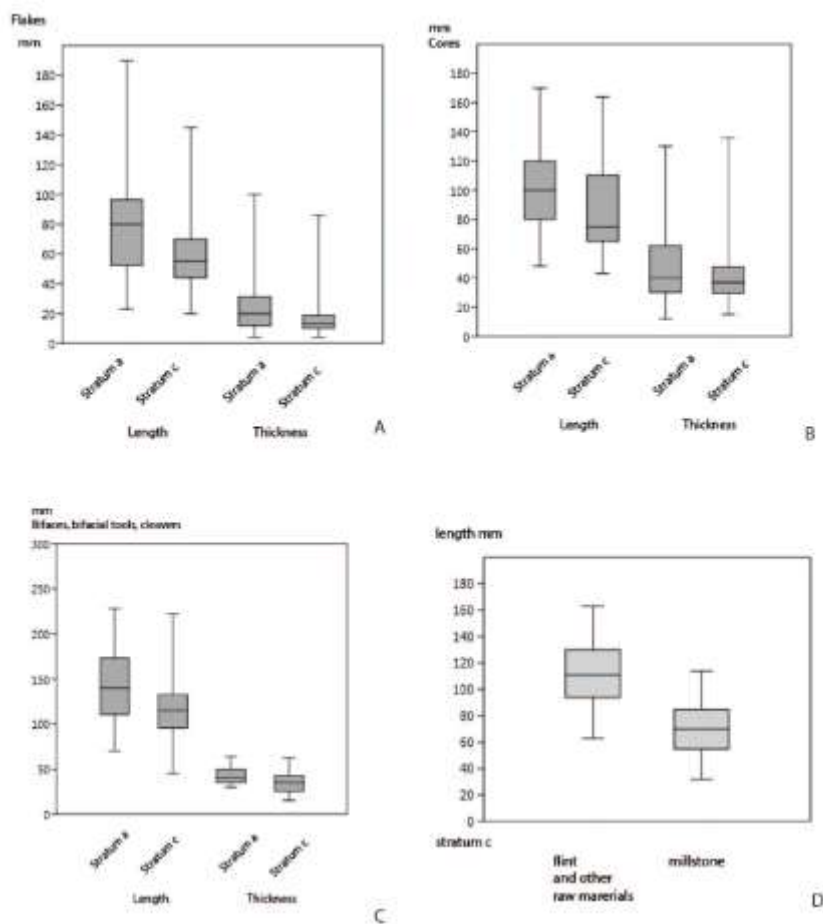 Flakes
mm
180
160
140
120
100
80
60
40
20
0
Stratum a
Stratum c
Stratum a
Stratum c
Length
Thickness
A
mm
Cores
180
160
140
120
100
80
60
40
20
0
Stratum a
Stratum c
Stratum a
Stratum c
Length
Thickness
B
mm
Bifaces, bifacial tools, cleavers
300
250
200
150
100
50
0
Stratum a
Stratum c
Stratum a
Stratum c
Length
Thickness
C
length mm
180
160
140
120
100
80
60
40
20
0
stratum c
flint
and other
raw marerials
millstone
D